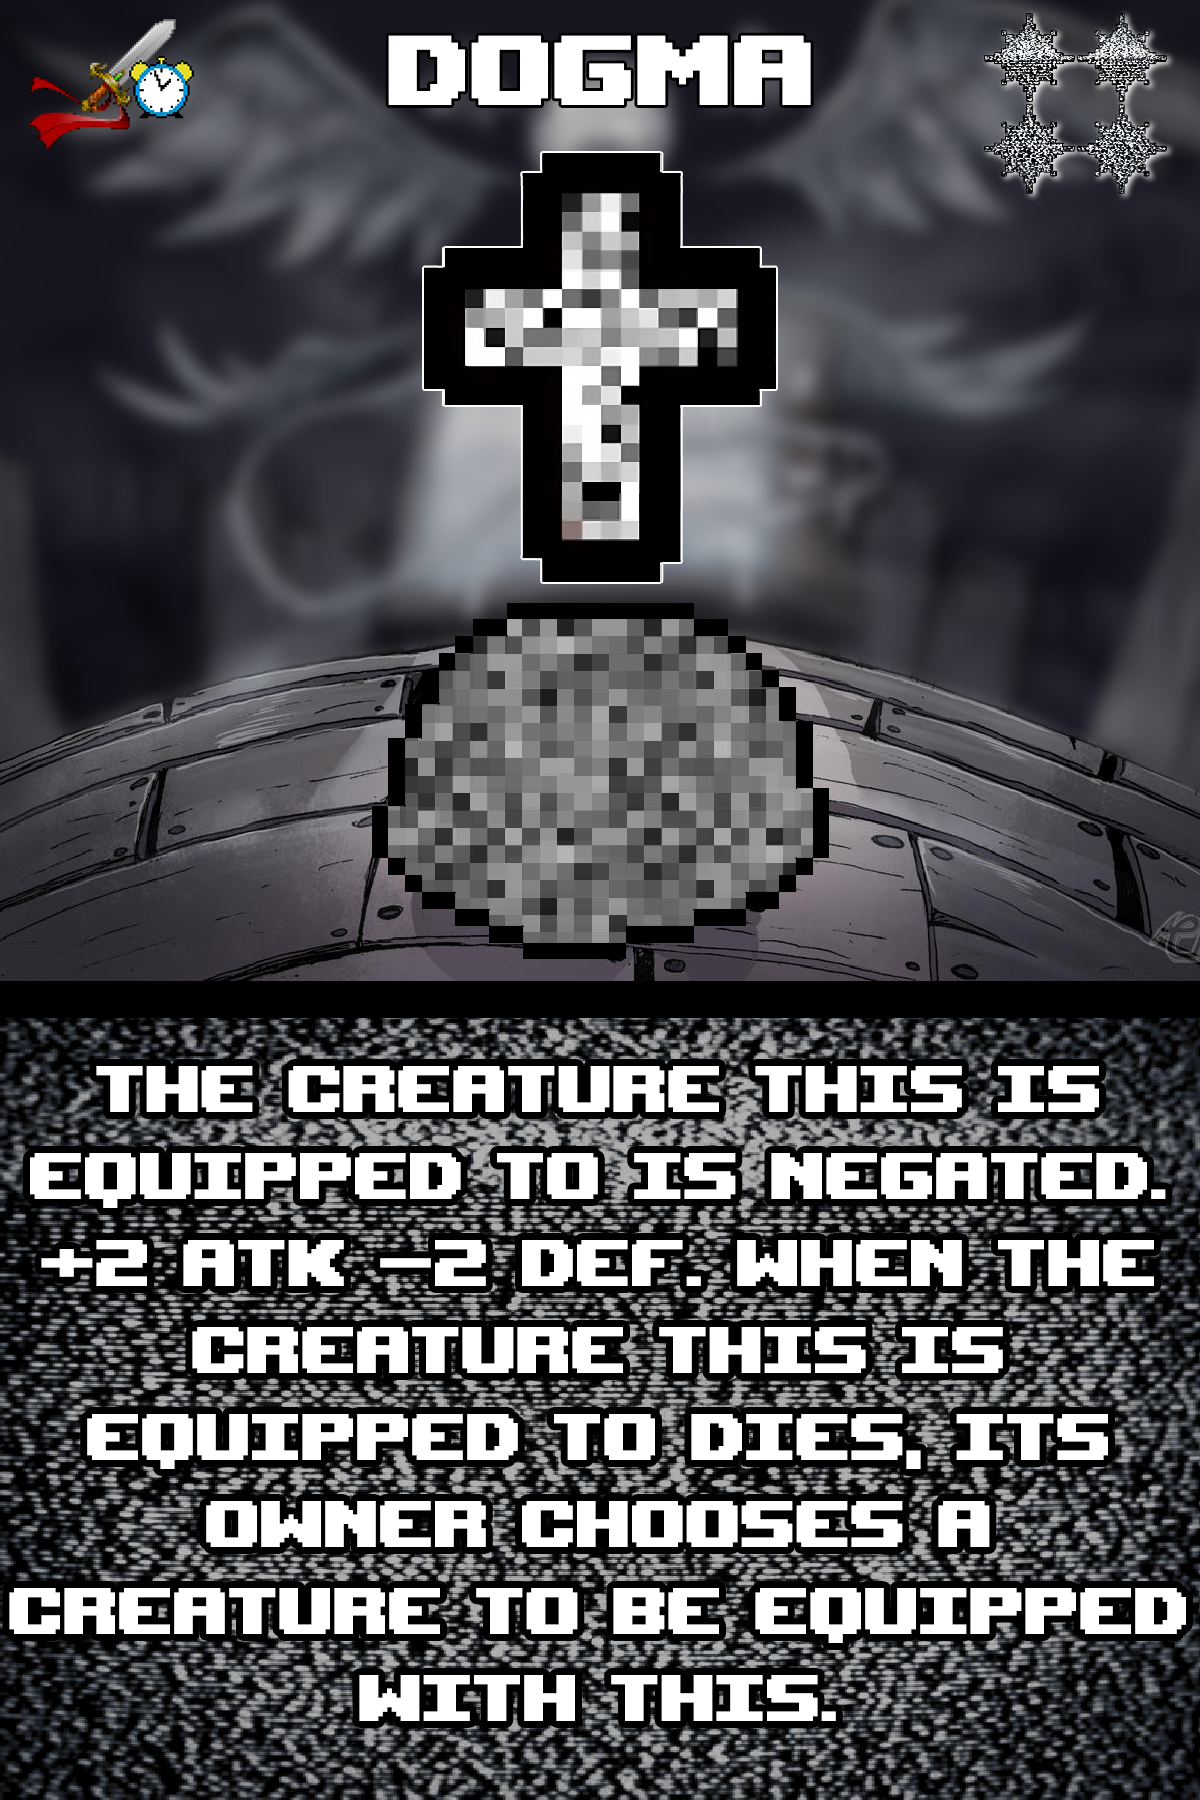 DOGMA
THE CREATURE THIS IS
EQUIPPED TO IS NEGATED.
+2 ATK -2 DEF. WHEN THE
CREATURE THIS IS
EQUIPPED TO DIES, ITS
OWNER CHOOSES A
CREATURE TO BE EQUIPPED
WITH THIS.